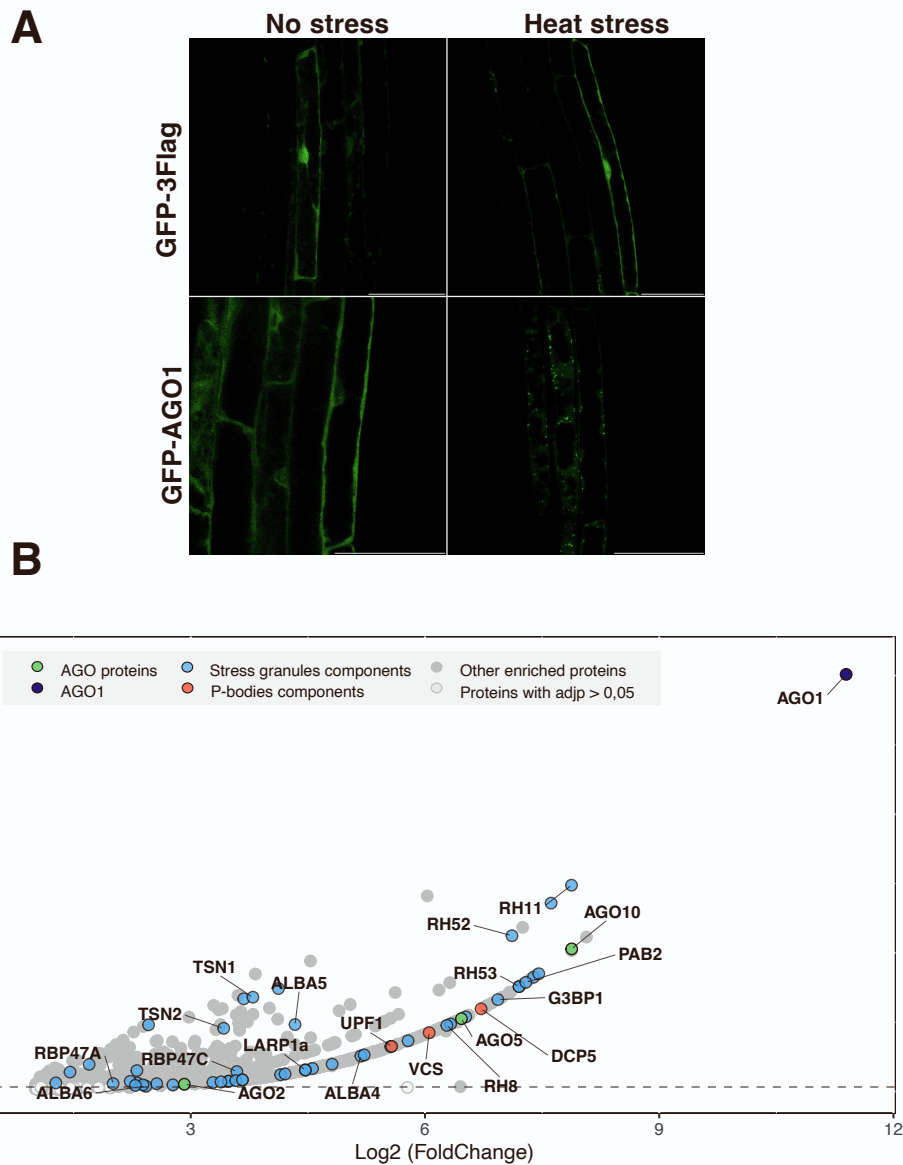 A
No stress
Heat stress
GFP-3Flag
GFP-AGO1
B
AGO proteins
Stress granules components
Other enriched proteins
AGO1
P-bodies components
Proteins with adjp > 0,05
AGO1
RH11
AGO10
RH52
PAB2
TSN1
RH53
ALBA5
G3BP1
TSN2
UPF1
AGO5
LARP1a
RBP47A
RBP47C
DCP5
VCS
RH8
ALBA6
AGO2
ALBA4
3
6
9
12
Log2 (FoldChange)